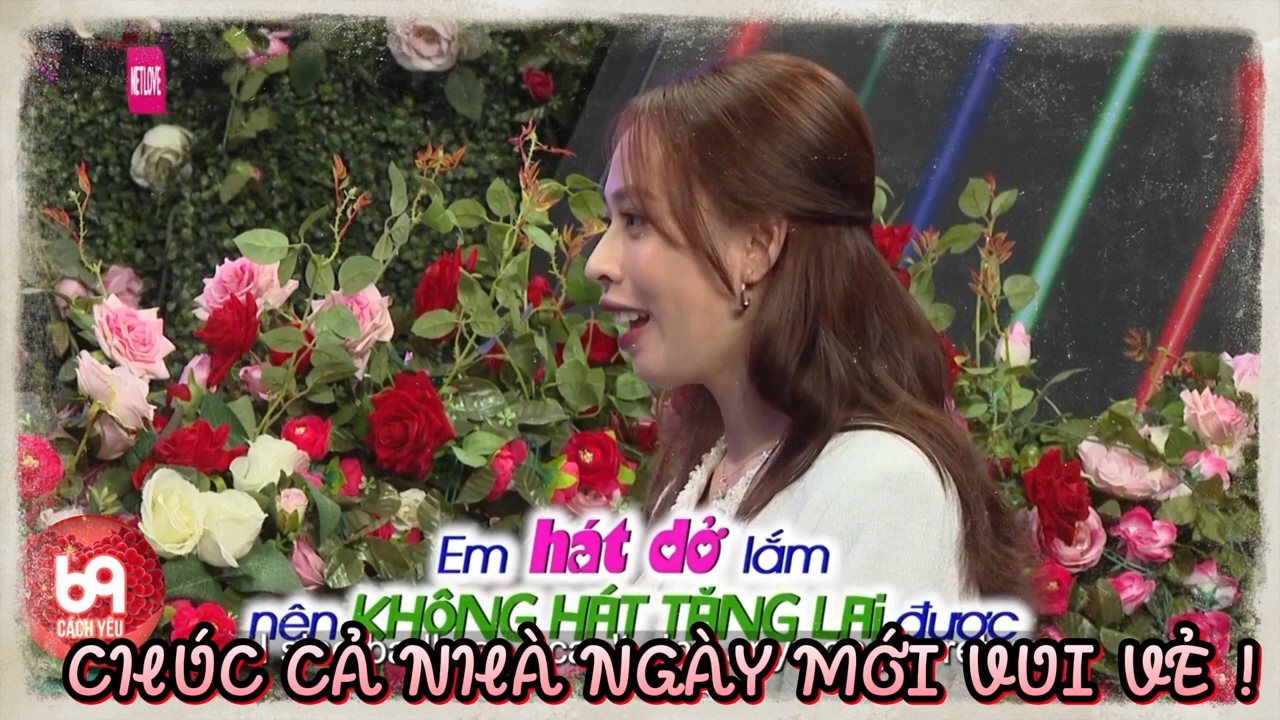 NETLOVE
Em hát dở lắm
nên KHÔNG HÁT TẶNG LẠi được
69
CÁCH YÊU
CHÚC CẢ NHÀ NGÀY MỚI VUI VẺ !